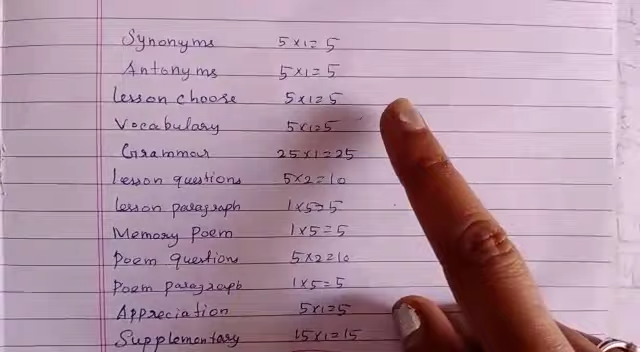 Synonyms 5x1=5
Antonyms 5x1=5
Lesson choose 5x1=5
Vocabulary 5x1=5
Grammar 25x1=25
Lesson questions 5x2=10
Lesson paragraph 1x5=5
Memory Poem 1x5=5
Poem questions 5x2=10
Poem paragraph 1x5=5
Appreciation 5x1=5
Supplementary 15x1=15